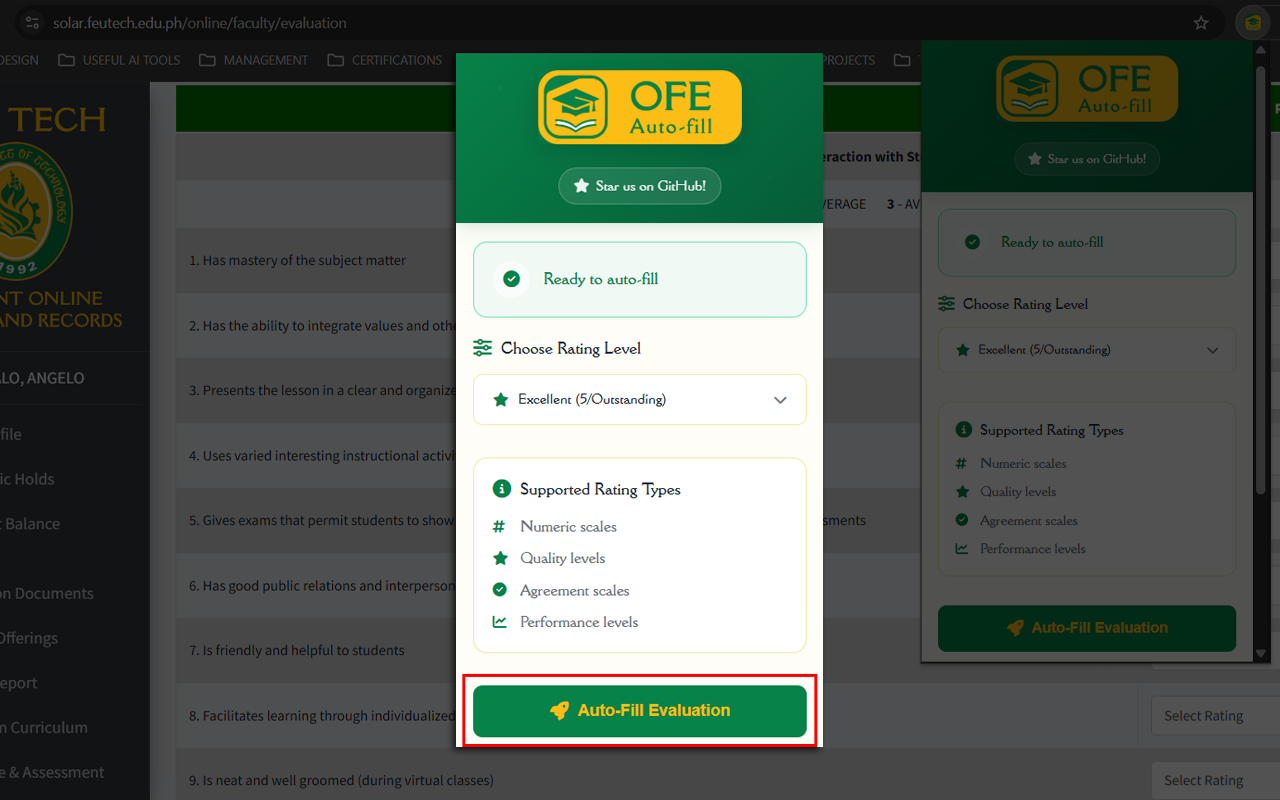 solar.feutech.edu.ph/online/faculty/evaluation
DESIGN
USEFUL AI TOOLS
MANAGEMENT
CERTIFICATIONS
PROJECTS
TECH
COLLEGE OF TECHNOLOGY
1992
NT ONLINE
AND RECORDS
LO, ANGELO
file
ic Holds
t Balance
on Documents
Offerings
eport
m Curriculum
e & Assessment
eraction with St
VERAGE 3 - AV
1. Has mastery of the subject matter
2. Has the ability to integrate values and othe
3. Presents the lesson in a clear and organize
4. Uses varied interesting instructional activi
5. Gives exams that permit students to show
sments
6. Has good public relations and interperson
7. Is friendly and helpful to students
8. Facilitates learning through individualized
Select Rating
9. Is neat and well groomed (during virtual classes)
Select Rating
OFE
Auto-fill
Star us on GitHub!
Ready to auto-fill
Choose Rating Level
Excellent (5/Outstanding)
Supported Rating Types
Numeric scales
Quality levels
Agreement scales
Performance levels
Auto-Fill Evaluation
OFE
Auto-fill
Star us on GitHub!
Ready to auto-fill
Choose Rating Level
Excellent (5/Outstanding)
Supported Rating Types
Numeric scales
Quality levels
Agreement scales
Performance levels
Auto-Fill Evaluation